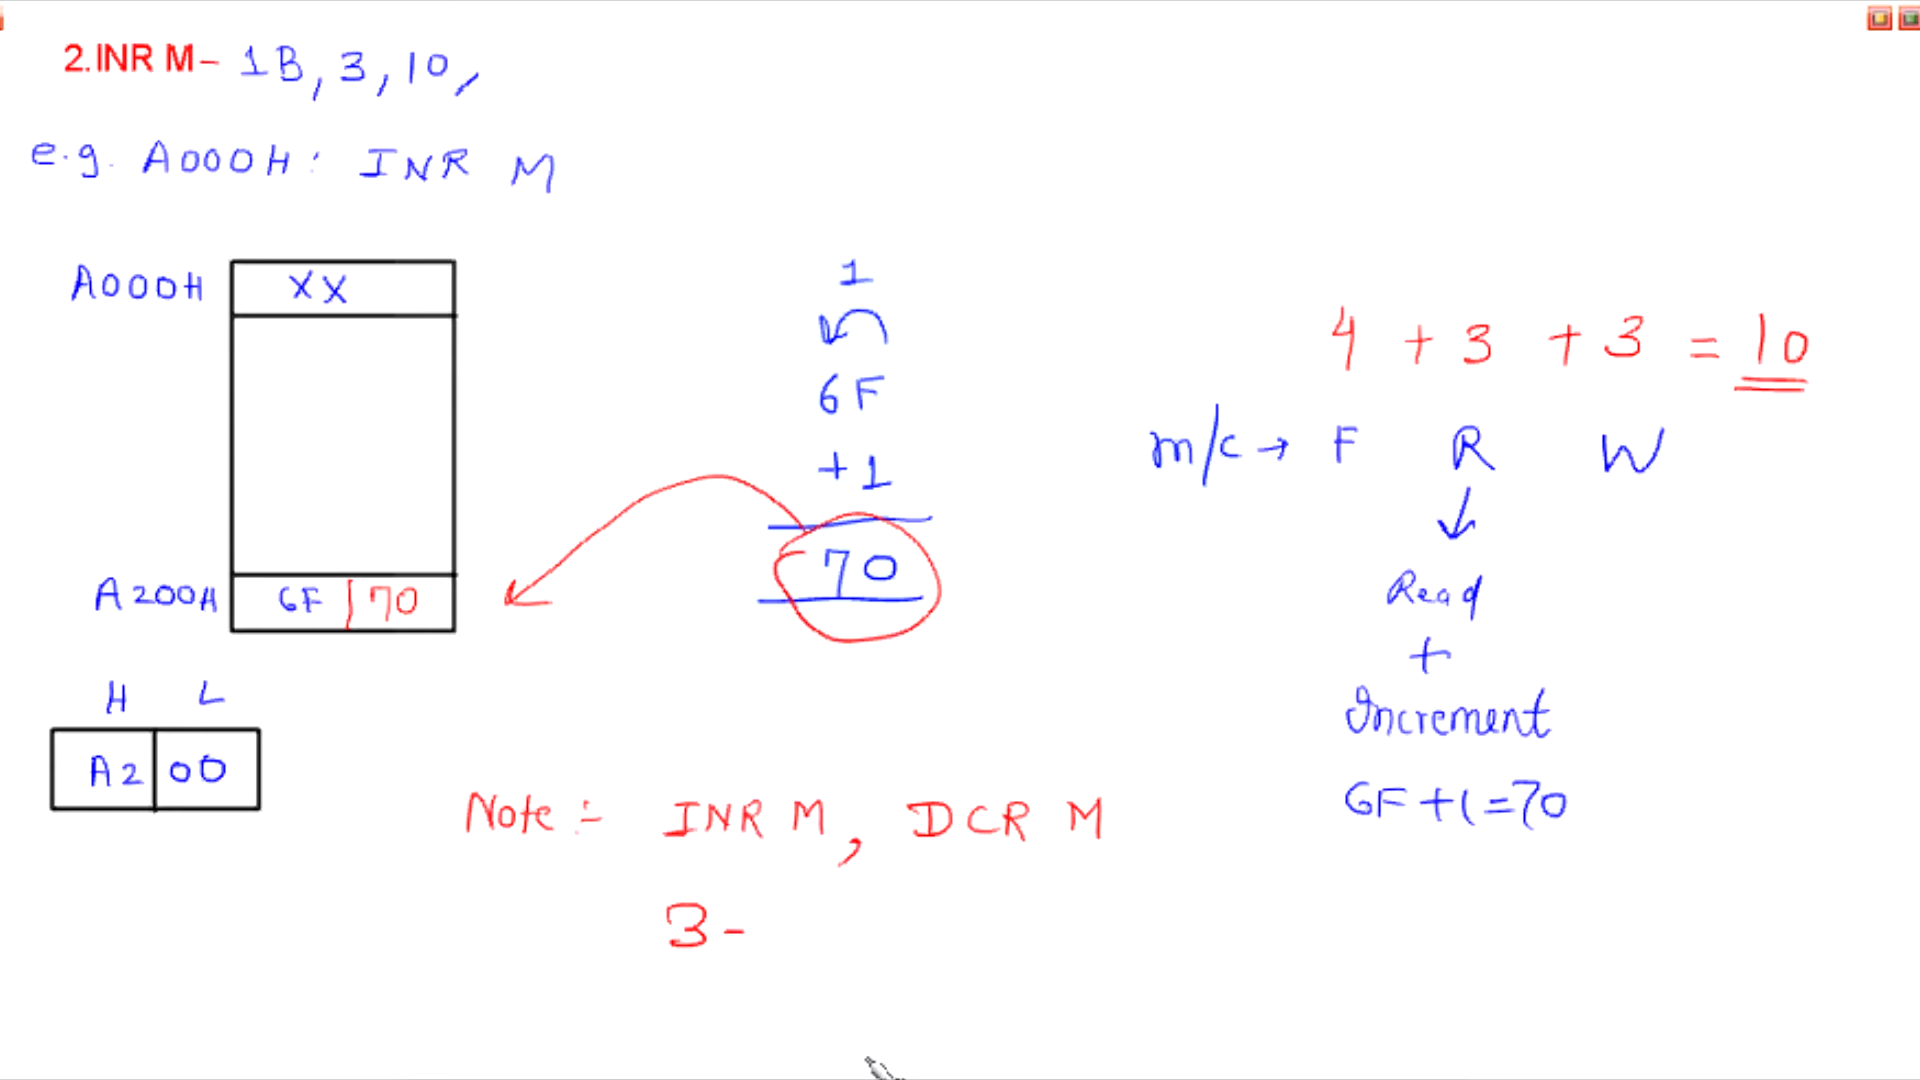 2.INR M– 1B, 3, 10,
e.g. A000H: INR M
A000H XX
A200H 6F | 70
H L
A2 00
1
6F
+1
70
4 + 3 + 3 = 10
m/c → F R W
Read
+
Increment
6F+1=70
Note:- INR M, DCR M
3-